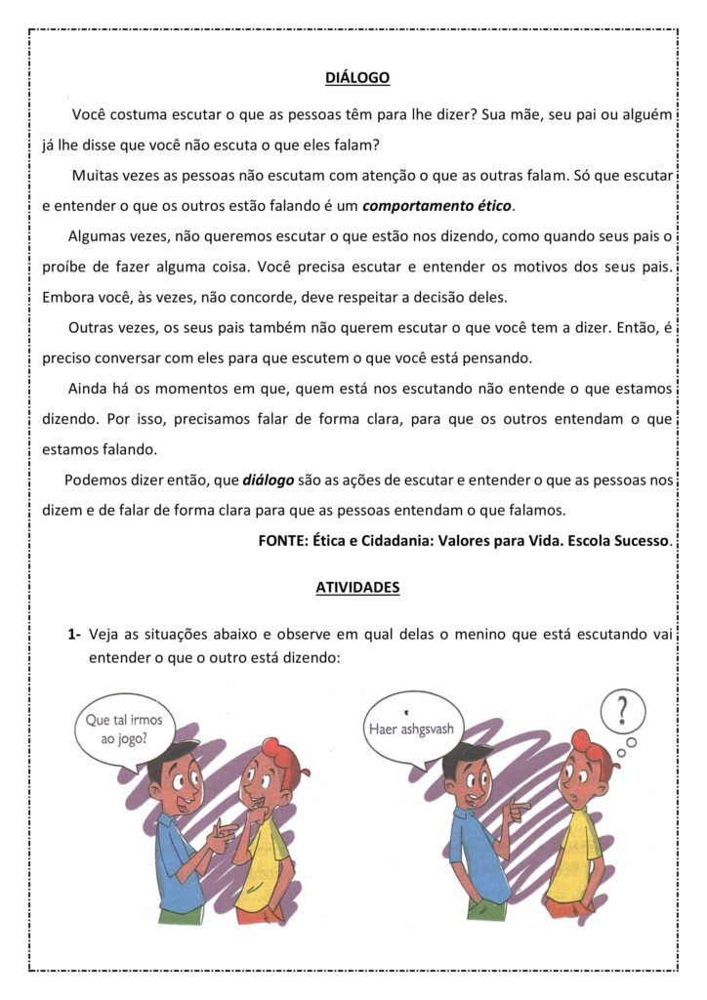 DIÁLOGO
Você costuma escutar o que as pessoas têm para lhe dizer? Sua mãe, seu pai ou alguém
já lhe disse que você não escuta o que eles falam?
Muitas vezes as pessoas não escutam com atenção o que as outras falam. Só que escutar
e entender o que os outros estão falando é um comportamento ético.
Algumas vezes, não queremos escutar o que estão nos dizendo, como quando seus pais o
proíbe de fazer alguma coisa. Você precisa escutar e entender os motivos dos seus pais.
Embora você, às vezes, não concorde, deve respeitar a decisão deles.
Outras vezes, os seus pais também não querem escutar o que você tem a dizer. Então, é
preciso conversar com eles para que escutem o que você está pensando.
Ainda há os momentos em que, quem está nos escutando não entende o que estamos
dizendo. Por isso, precisamos falar de forma clara, para que os outros entendam o que
estamos falando.
Podemos dizer então, que diálogo são as ações de escutar e entender o que as pessoas nos
dizem e de falar de forma clara para que as pessoas entendam o que falamos.
FONTE: Ética e Cidadania: Valores para Vida. Escola Sucesso.
ATIVIDADES
1- Veja as situações abaixo e observe em qual delas o menino que está escutando vai
entender o que o outro está dizendo:
Que tal irmos
ao jogo?
Haer ashgsvash
?